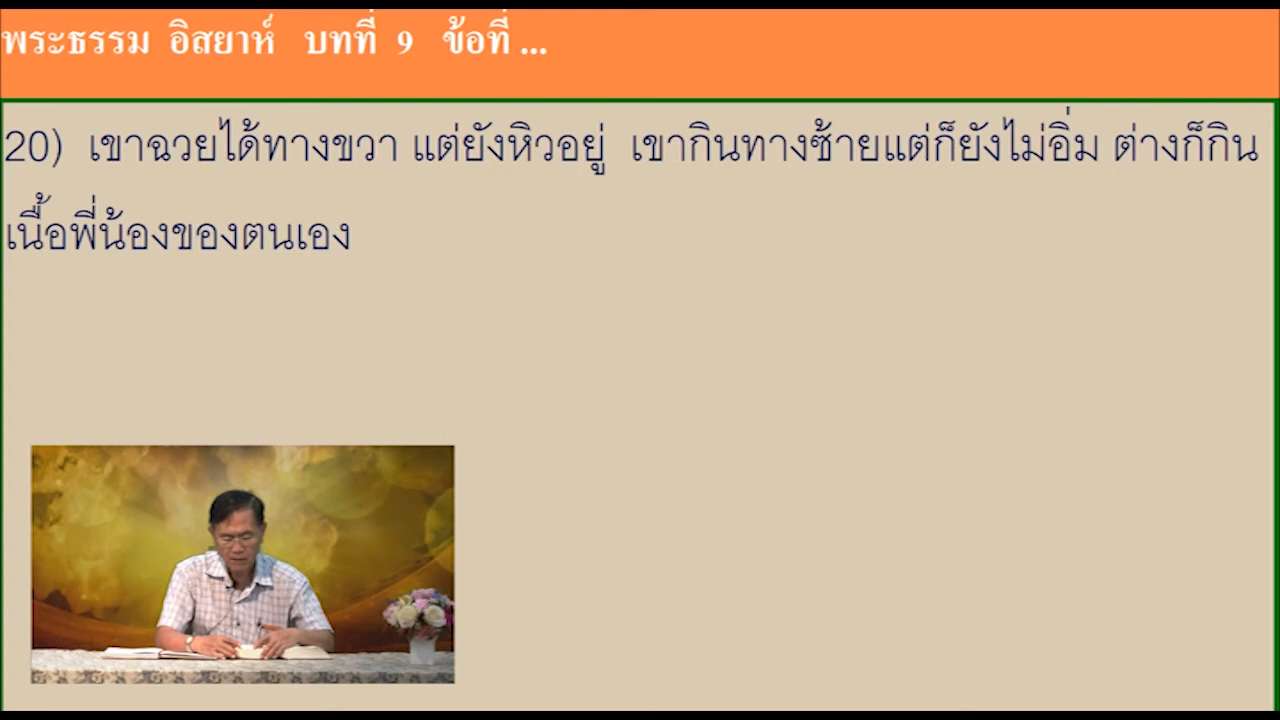 พระธรรม อิสยาห์ บทที่ 9 ข้อที่ ...
20) เขาฉวยได้ทางขวา แต่ยังหิวอยู่ เขากินทางซ้ายแต่ก็ยังไม่อิ่ม ต่างก็กิน
เนื้อพี่น้องของตนเอง